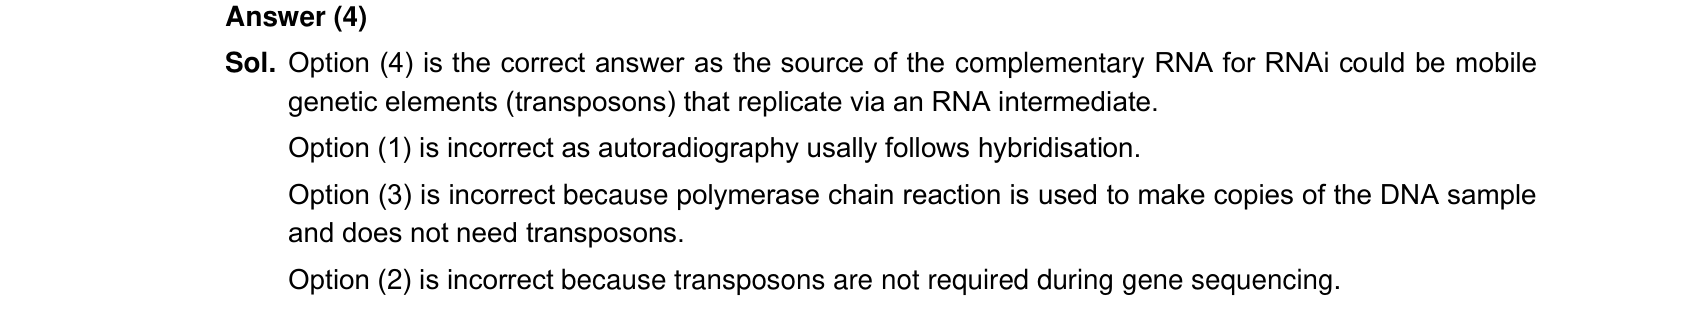 Answer (4)
Sol. Option (4) is the correct answer as the source of the complementary RNA for RNAi could be mobile
genetic elements (transposons) that replicate via an RNA intermediate.
Option (1) is incorrect as autoradiography usally follows hybridisation.
Option (3) is incorrect because polymerase chain reaction is used to make copies of the DNA sample
and does not need transposons.
Option (2) is incorrect because transposons are not required during gene sequencing.